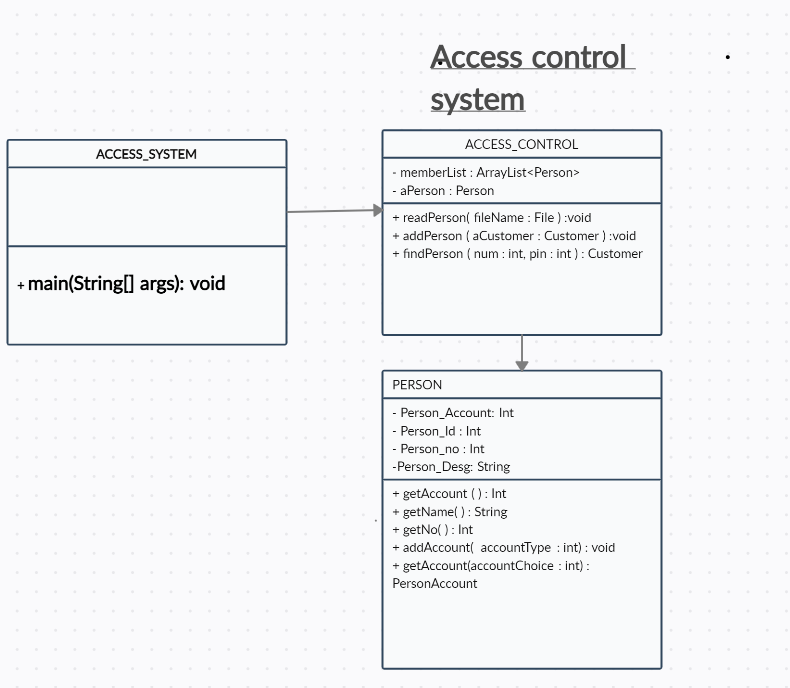 Access control
system
ACCESS_SYSTEM
+ main(String[] args): void
ACCESS_CONTROL
- memberList : ArrayList<Person>
- aPerson : Person
+ readPerson( fileName : File ) :void
+ addPerson ( aCustomer : Customer ) :void
+ findPerson ( num : int, pin : int ) : Customer
PERSON
- Person_Account: Int
- Person_Id : Int
- Person_no : Int
-Person_Desg: String
+ getAccount ( ) : Int
+ getName( ) : String
+ getNo( ) : Int
+ addAccount( accountType : int) : void
+ getAccount(accountChoice : int) :
PersonAccount